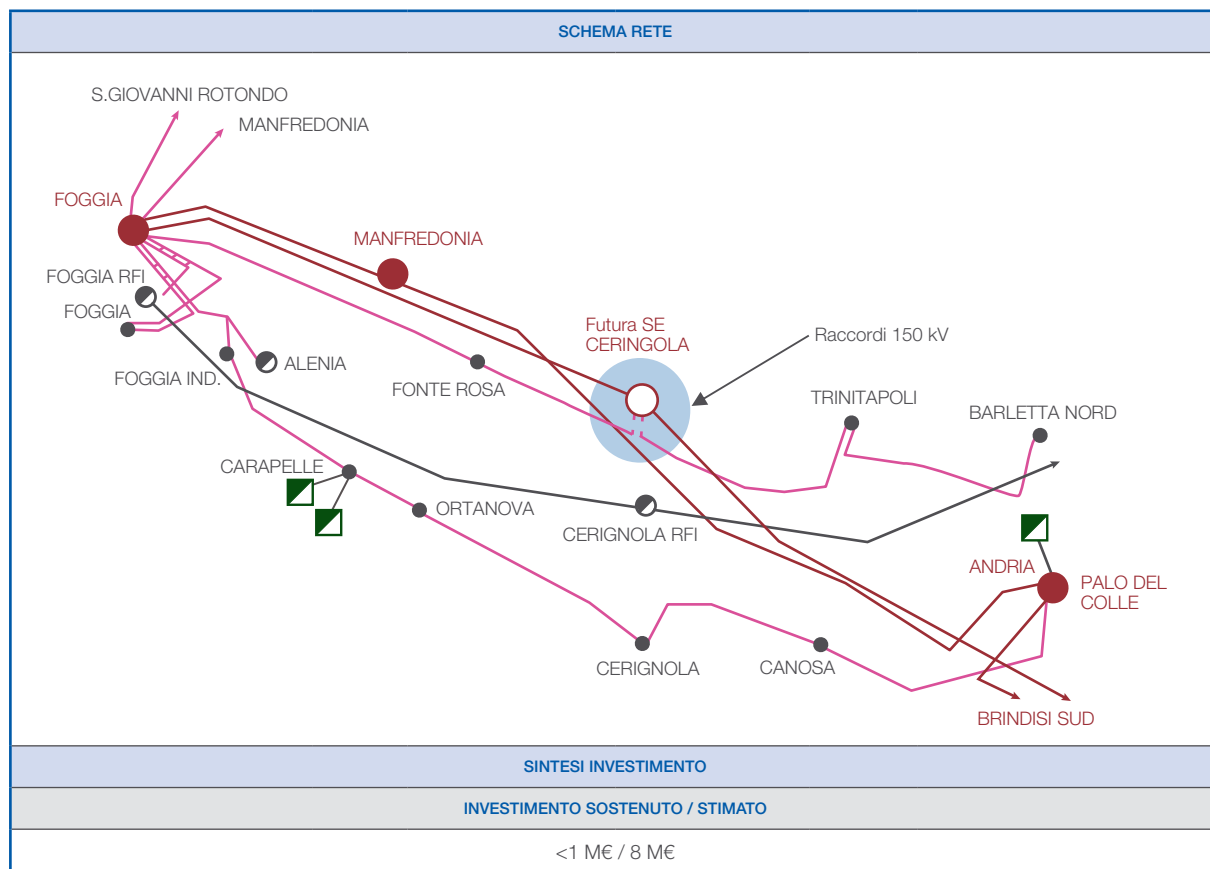 SCHEMA RETE
S.GIOVANNI ROTONDO
MANFREDONIA
FOGGIA
MANFREDONIA
FOGGIA RFI
FOGGIA
Futura SE
CERINGOLA
Raccordi 150 kV
ALENIA
FOGGIA IND.
FONTE ROSA
TRINITAPOLI
BARLETTA NORD
CARAPELLE
ORTANOVA
CERIGNOLA RFI
ANDRIA
PALO DEL
COLLE
CERIGNOLA
CANOSA
BRINDISI SUD
SINTESI INVESTIMENTO
INVESTIMENTO SOSTENUTO / STIMATO
<1 M€ / 8 M€